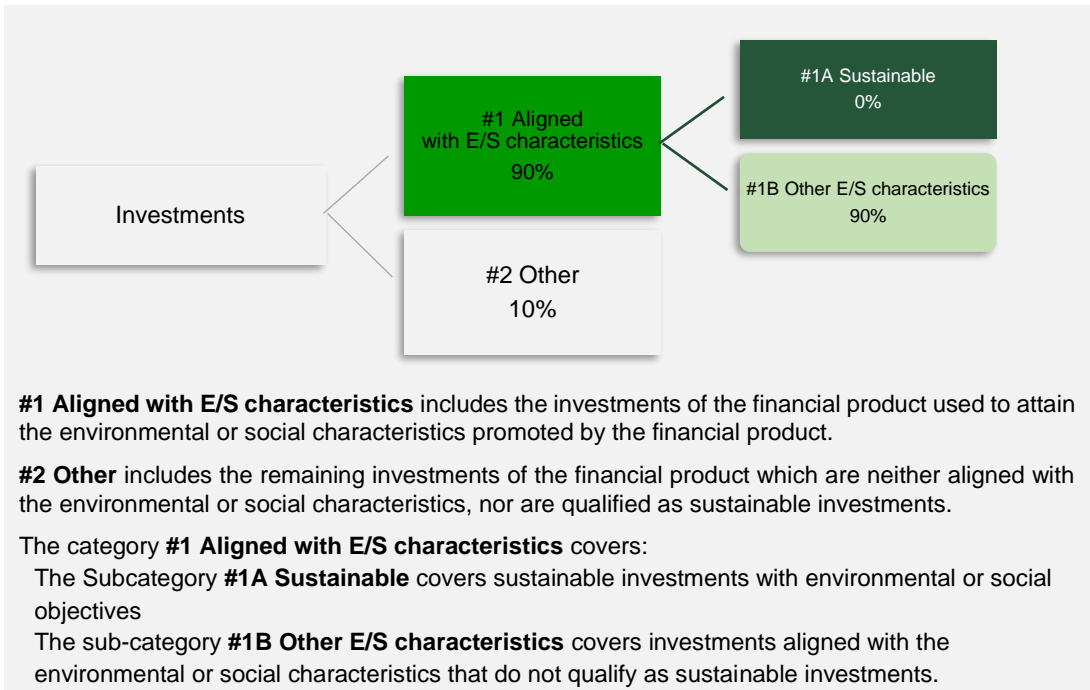 #1A Sustainable
0%
#1 Aligned
with E/S characteristics
90%
#1B Other E/S characteristics
90%
Investments
#2 Other
10%
#1 Aligned with E/S characteristics includes the investments of the financial product used to attain
the environmental or social characteristics promoted by the financial product.
#2 Other includes the remaining investments of the financial product which are neither aligned with
the environmental or social characteristics, nor are qualified as sustainable investments.
The category #1 Aligned with E/S characteristics covers:
The Subcategory #1A Sustainable covers sustainable investments with environmental or social
objectives
The sub-category #1B Other E/S characteristics covers investments aligned with the
environmental or social characteristics that do not qualify as sustainable investments.